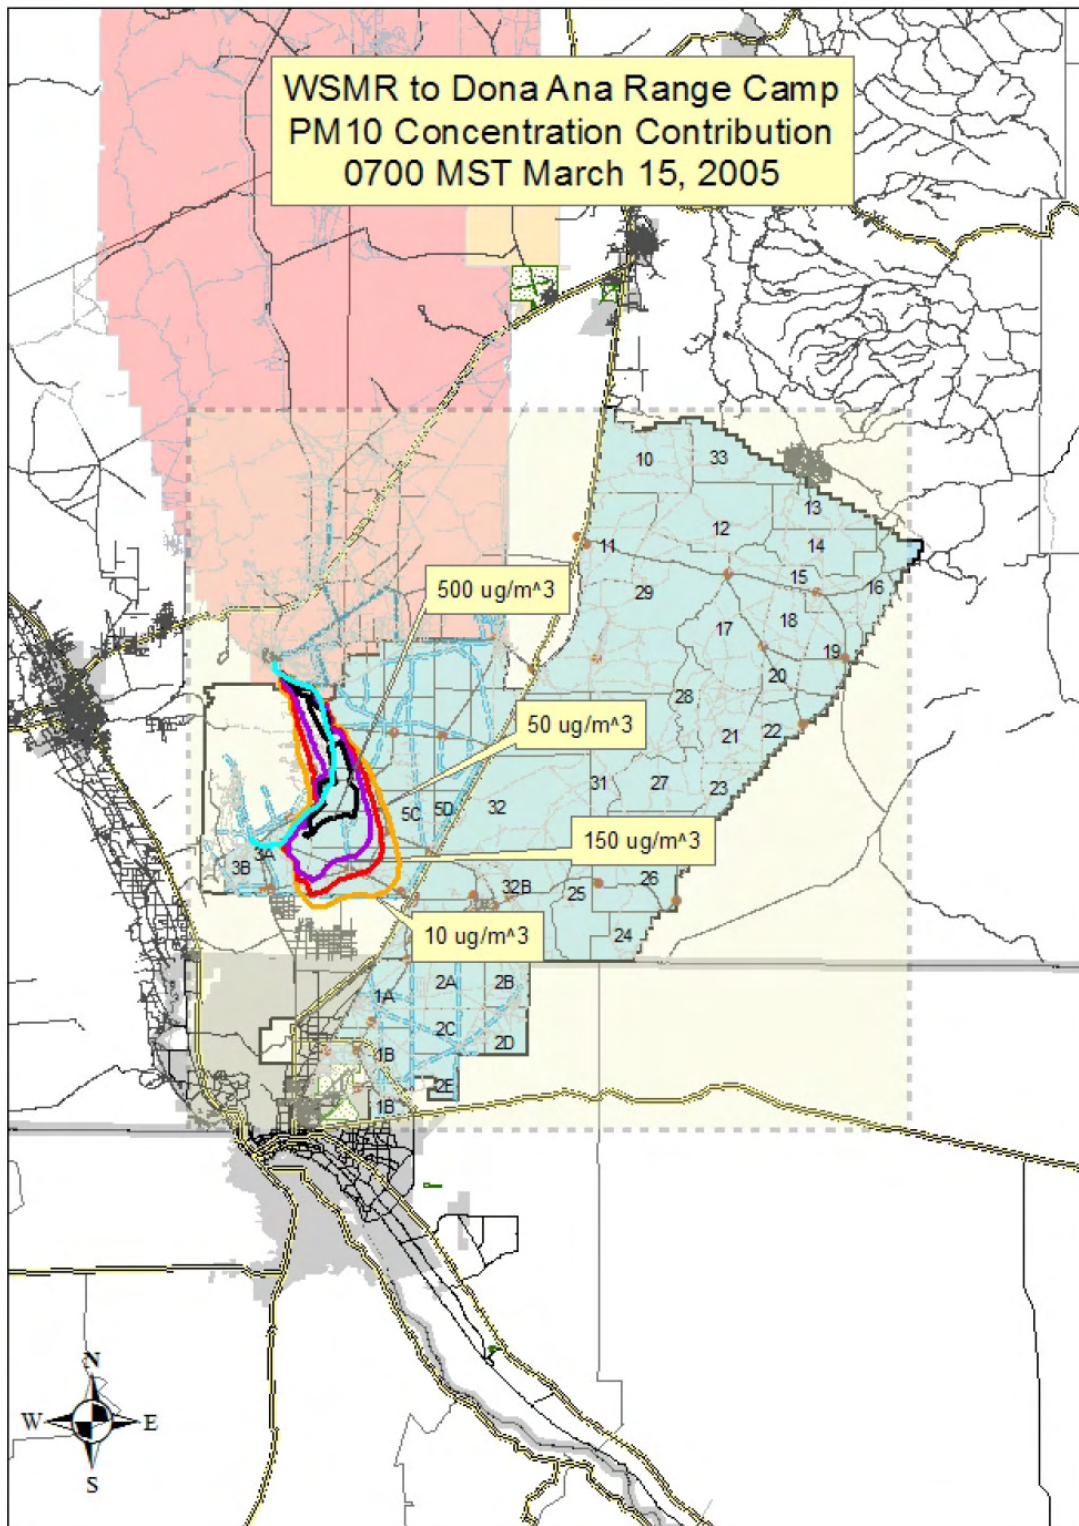 WSMR to Dona Ana Range Camp
PM10 Concentration Contribution
0700 MST March 15, 2005
10
33
13
12
11
14
15
16
29
500 ug/m^3
18
17
19
20
28
50 ug/m^3
22
21
31
27
23
32
5C
5D
150 ug/m^3
3A
3B
26
32B
25
10 ug/m^3
24
2A
2B
1A
2C
2D
1B
2E
1B
N
W
E
S